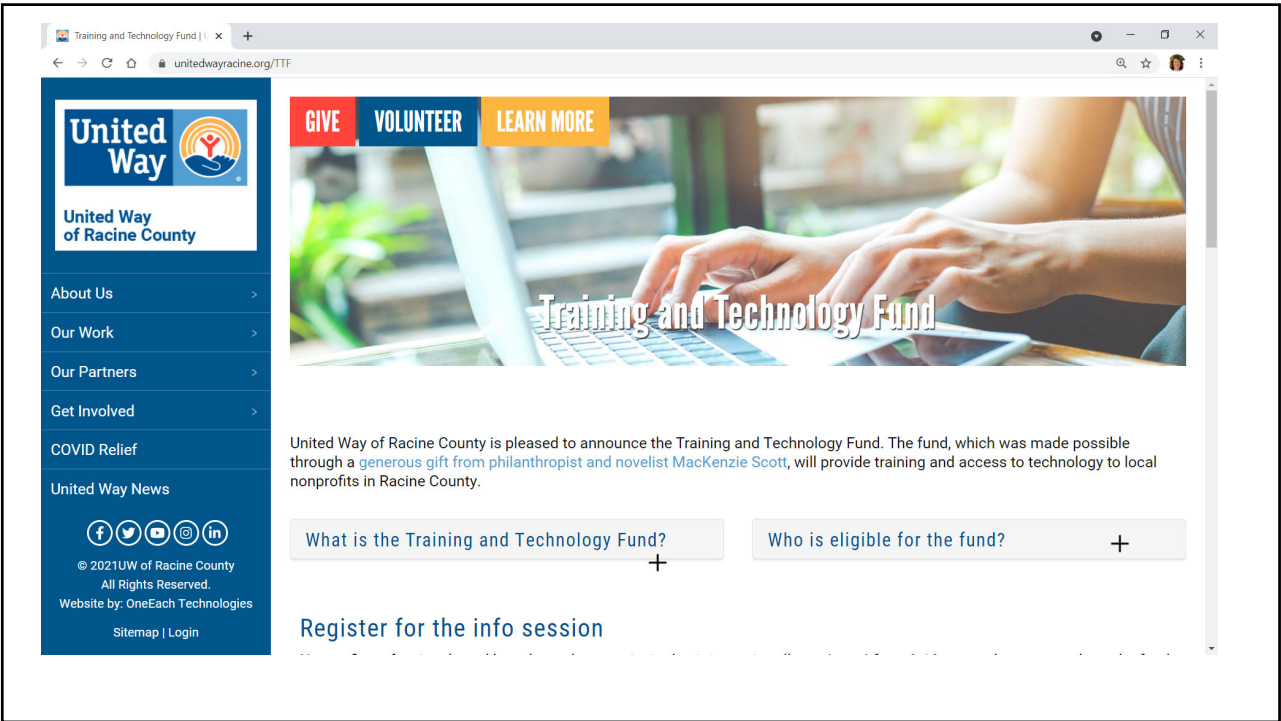 Training and Technology Fund | U
unitedwayracine.org/TTF
United
Way
United Way
of Racine County
About Us
Our Work
Our Partners
Get Involved
COVID Relief
United Way News
© 2021UW of Racine County
All Rights Reserved.
Website by: OneEach Technologies
Sitemap | Login
GIVE VOLUNTEER LEARN MORE
Training and Technology Fund
United Way of Racine County is pleased to announce the Training and Technology Fund. The fund, which was made possible
through a generous gift from philanthropist and novelist MacKenzie Scott, will provide training and access to technology to local
nonprofits in Racine County.
What is the Training and Technology Fund?
Who is eligible for the fund?
Register for the info session